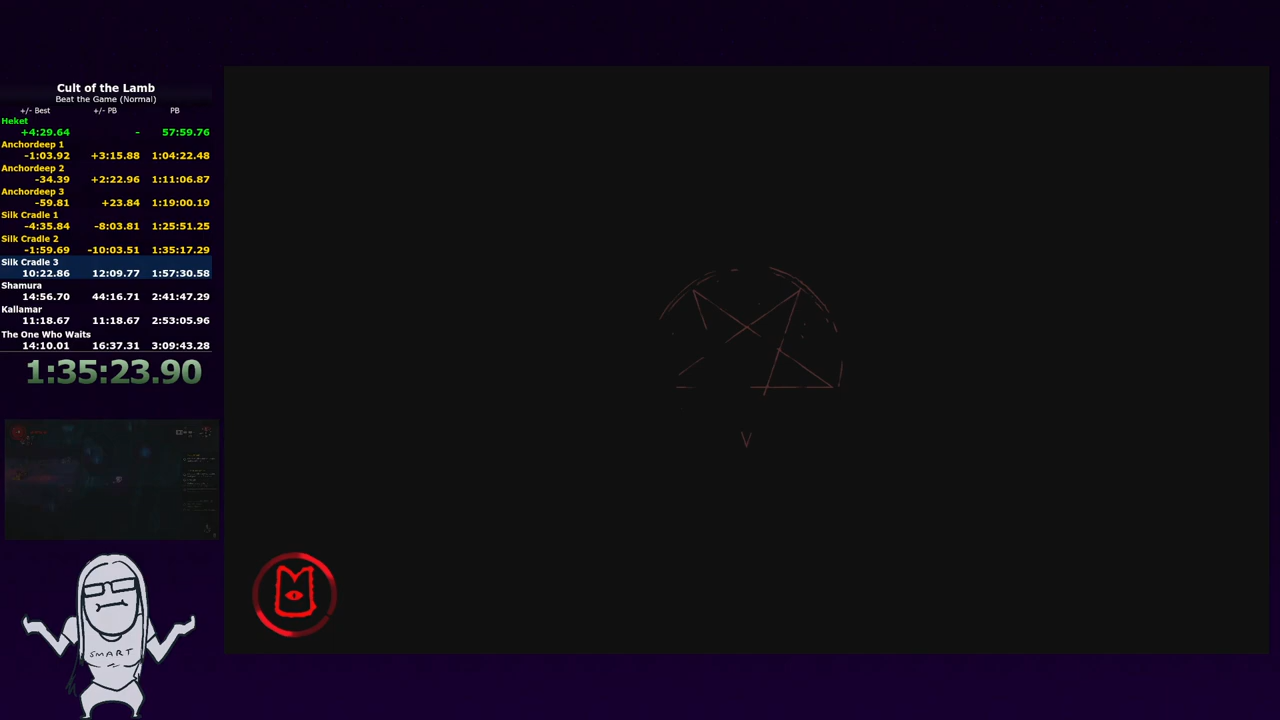 Cult of the Lamb
Beat the Game (Normal)
+/- Best +/- PB PB
Heket
+4:29.64 - 57:59.76
Anchordeep 1
-1:03.92 +3:15.88 1:04:22.48
Anchordeep 2
-34.39 +2:22.96 1:11:06.87
Anchordeep 3
-59.81 +23.84 1:19:00.19
Silk Cradle 1
-4:35.84 -8:03.81 1:25:51.25
Silk Cradle 2
-1:59.69 -10:03.51 1:35:17.29
Silk Cradle 3
10:22.86 12:09.77 1:57:30.58
Shamura
14:56.70 44:16.71 2:41:47.29
Kallamar
11:18.67 11:18.67 2:53:05.96
The One Who Waits
14:10.01 16:37.31 3:09:43.28
1:35:23.90
SMART